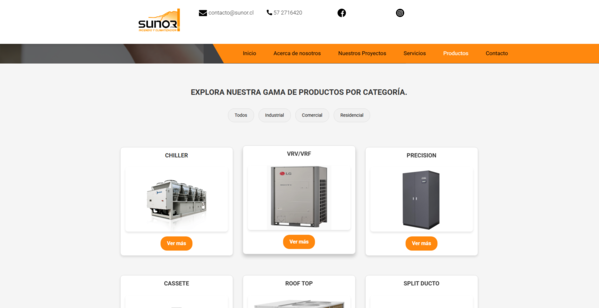 SUNOR
contacto@sunor.cl
57 2716420
Inicio
Acerca de nosotros
Nuestros Proyectos
Servicios
Productos
Contacto
EXPLORA NUESTRA GAMA DE PRODUCTOS POR CATEGORÍA.
Todos
Industrial
Comercial
Residencial
CHILLER
VRV/VRF
PRECISION
Ver más
Ver más
Ver más
CASSETE
ROOF TOP
SPLIT DUCTO